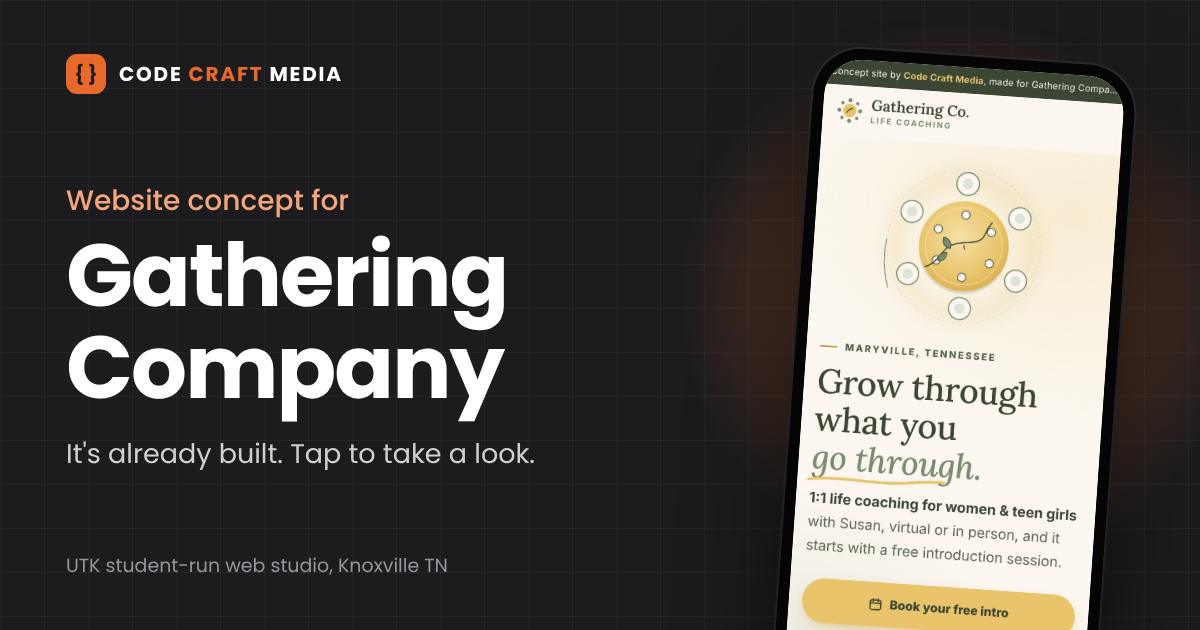 { } CODE CRAFT MEDIA
Website concept for
Gathering
Company
It's already built. Tap to take a look.
UTK student-run web studio, Knoxville TN
Concept site by Code Craft Media, made for Gathering Compa...
Gathering Co.
LIFE COACHING
MARYVILLE, TENNESSEE
Grow through
what you
go through.
1:1 life coaching for women & teen girls
with Susan, virtual or in person, and it
starts with a free introduction session.
Book your free intro